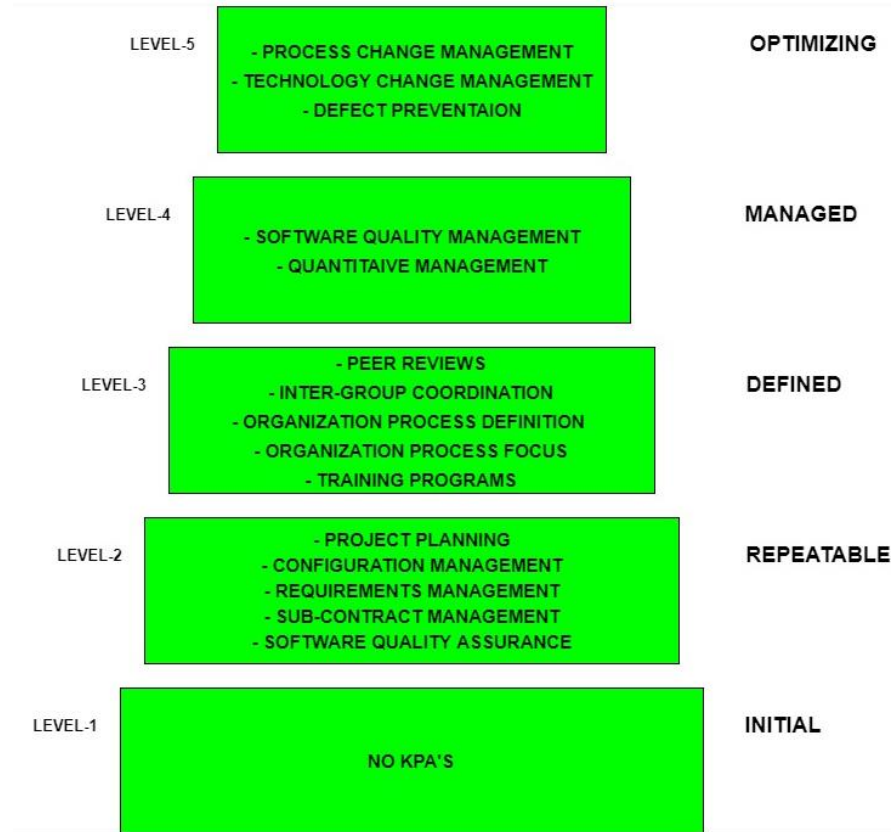 LEVEL-5
- PROCESS CHANGE MANAGEMENT
- TECHNOLOGY CHANGE MANAGEMENT
- DEFECT PREVENTAION
OPTIMIZING
LEVEL-4
- SOFTWARE QUALITY MANAGEMENT
- QUANTITAIVE MANAGEMENT
MANAGED
LEVEL-3
- PEER REVIEWS
- INTER-GROUP COORDINATION
- ORGANIZATION PROCESS DEFINITION
- ORGANIZATION PROCESS FOCUS
- TRAINING PROGRAMS
DEFINED
LEVEL-2
- PROJECT PLANNING
- CONFIGURATION MANAGEMENT
- REQUIREMENTS MANAGEMENT
- SUB-CONTRACT MANAGEMENT
- SOFTWARE QUALITY ASSURANCE
REPEATABLE
LEVEL-1
NO KPA'S
INITIAL